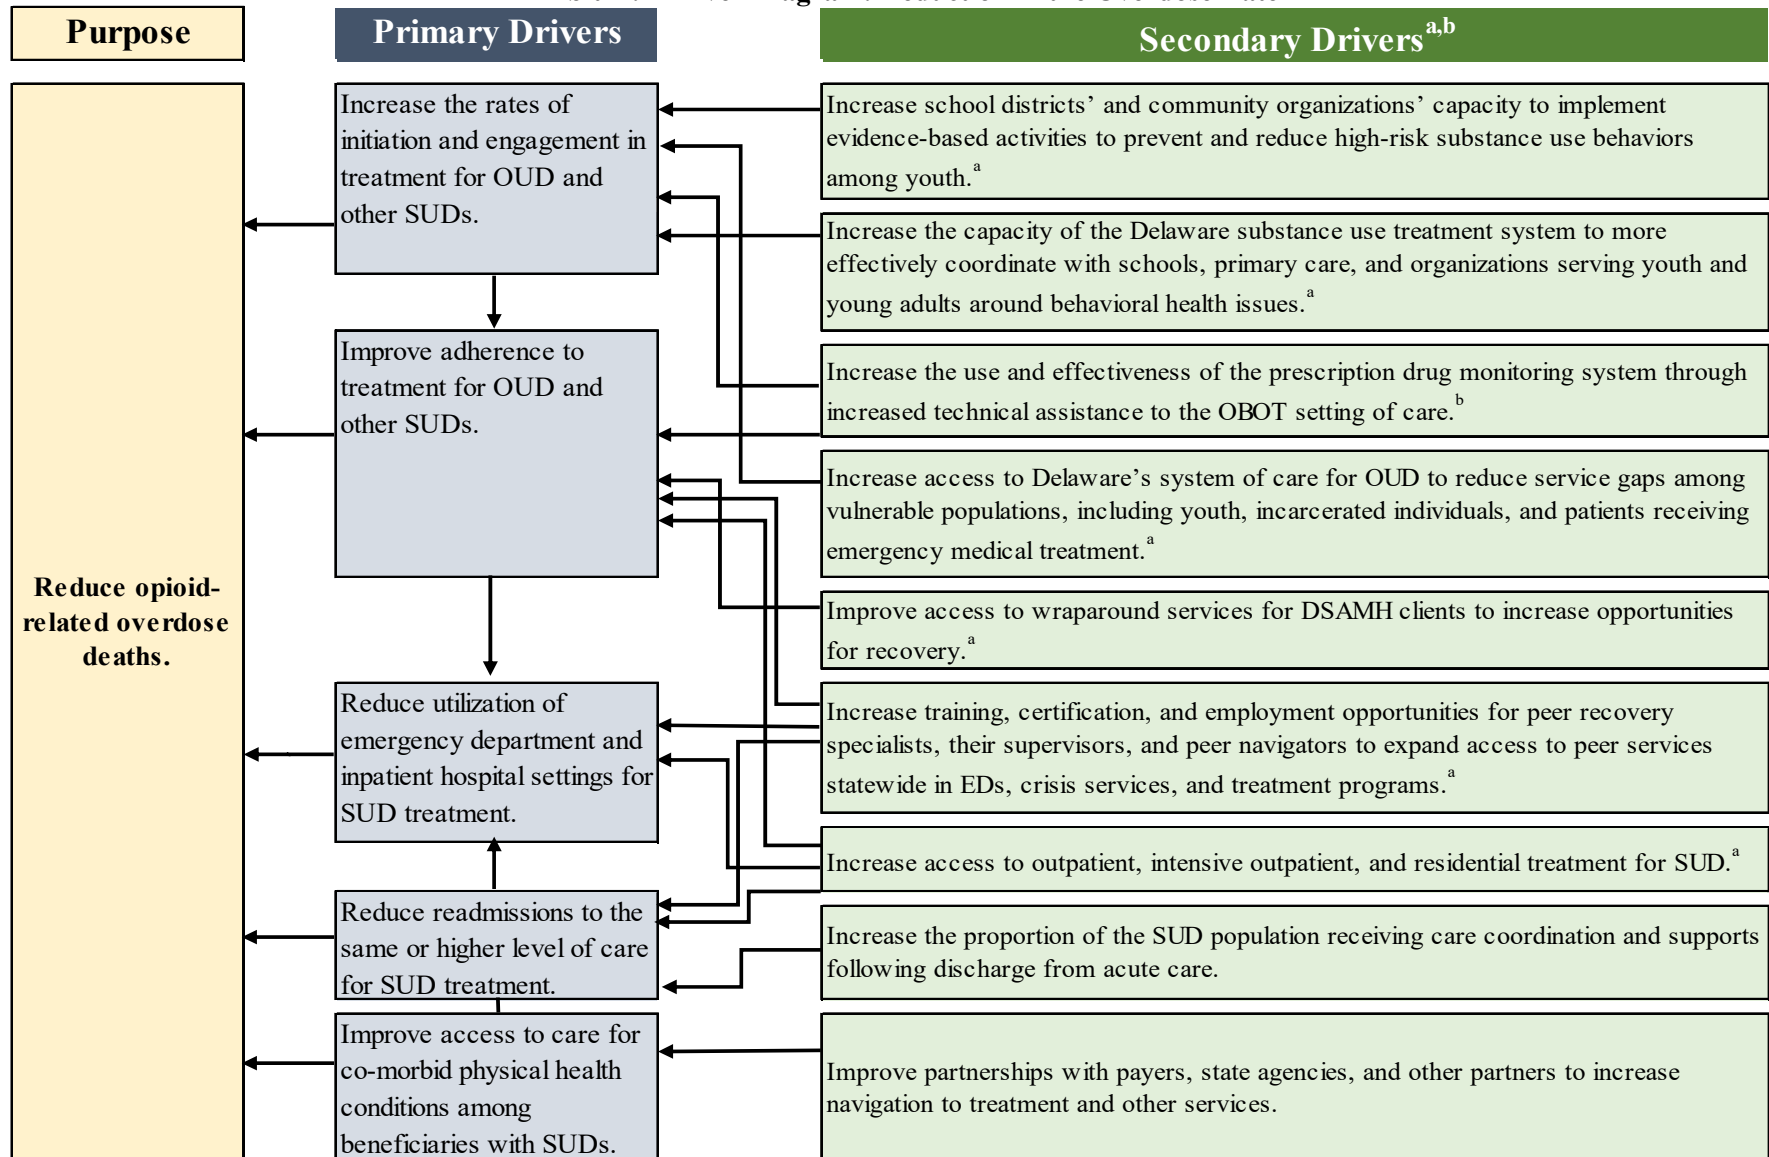 Purpose
Primary Drivers
Secondary Drivers a,b
Reduce opioid-
related overdose
deaths.
Increase the rates of
initiation and engagement in
treatment for OUD and
other SUDs.
Improve adherence to
treatment for OUD and
other SUDs.
Reduce utilization of
emergency department and
inpatient hospital settings for
SUD treatment.
Reduce readmissions to the
same or higher level of care
for SUD treatment.
Improve access to care for
co-morbid physical health
conditions among
beneficiaries with SUDs.
Increase school districts’ and community organizations’ capacity to implement
evidence-based activities to prevent and reduce high-risk substance use behaviors
among youth.a
Increase the capacity of the Delaware substance use treatment system to more
effectively coordinate with schools, primary care, and organizations serving youth and
young adults around behavioral health issues.a
Increase the use and effectiveness of the prescription drug monitoring system through
increased technical assistance to the OBOT setting of care.b
Increase access to Delaware’s system of care for OUD to reduce service gaps among
vulnerable populations, including youth, incarcerated individuals, and patients receiving
emergency medical treatment.a
Improve access to wraparound services for DSAMH clients to increase opportunities
for recovery.a
Increase training, certification, and employment opportunities for peer recovery
specialists, their supervisors, and peer navigators to expand access to peer services
statewide in EDs, crisis services, and treatment programs.a
Increase access to outpatient, intensive outpatient, and residential treatment for SUD.a
Increase the proportion of the SUD population receiving care coordination and supports
following discharge from acute care.
Improve partnerships with payers, state agencies, and other partners to increase
navigation to treatment and other services.